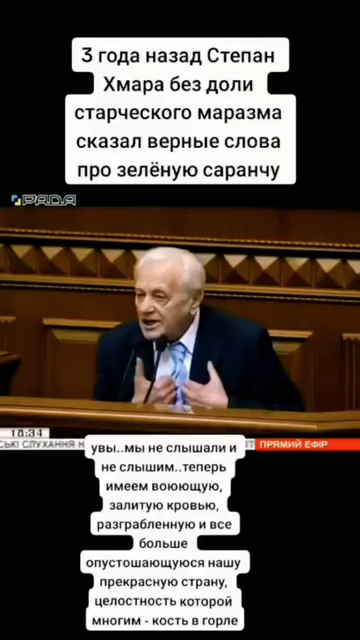 3 года назад Степан
Хмара без доли
старческого маразма
сказал верные слова
про зелёную саранчу
РАДА
18:34
СЬКІ СЛУХАННЯ Н
ПРЯМИЙ ЕФІР
увы..мы не слышали и
не слышим..теперь
имеем воюющую,
залитую кровью,
разграбленную и все
больше
опустошающуюся нашу
прекрасную страну,
целостность которой
многим - кость в горле